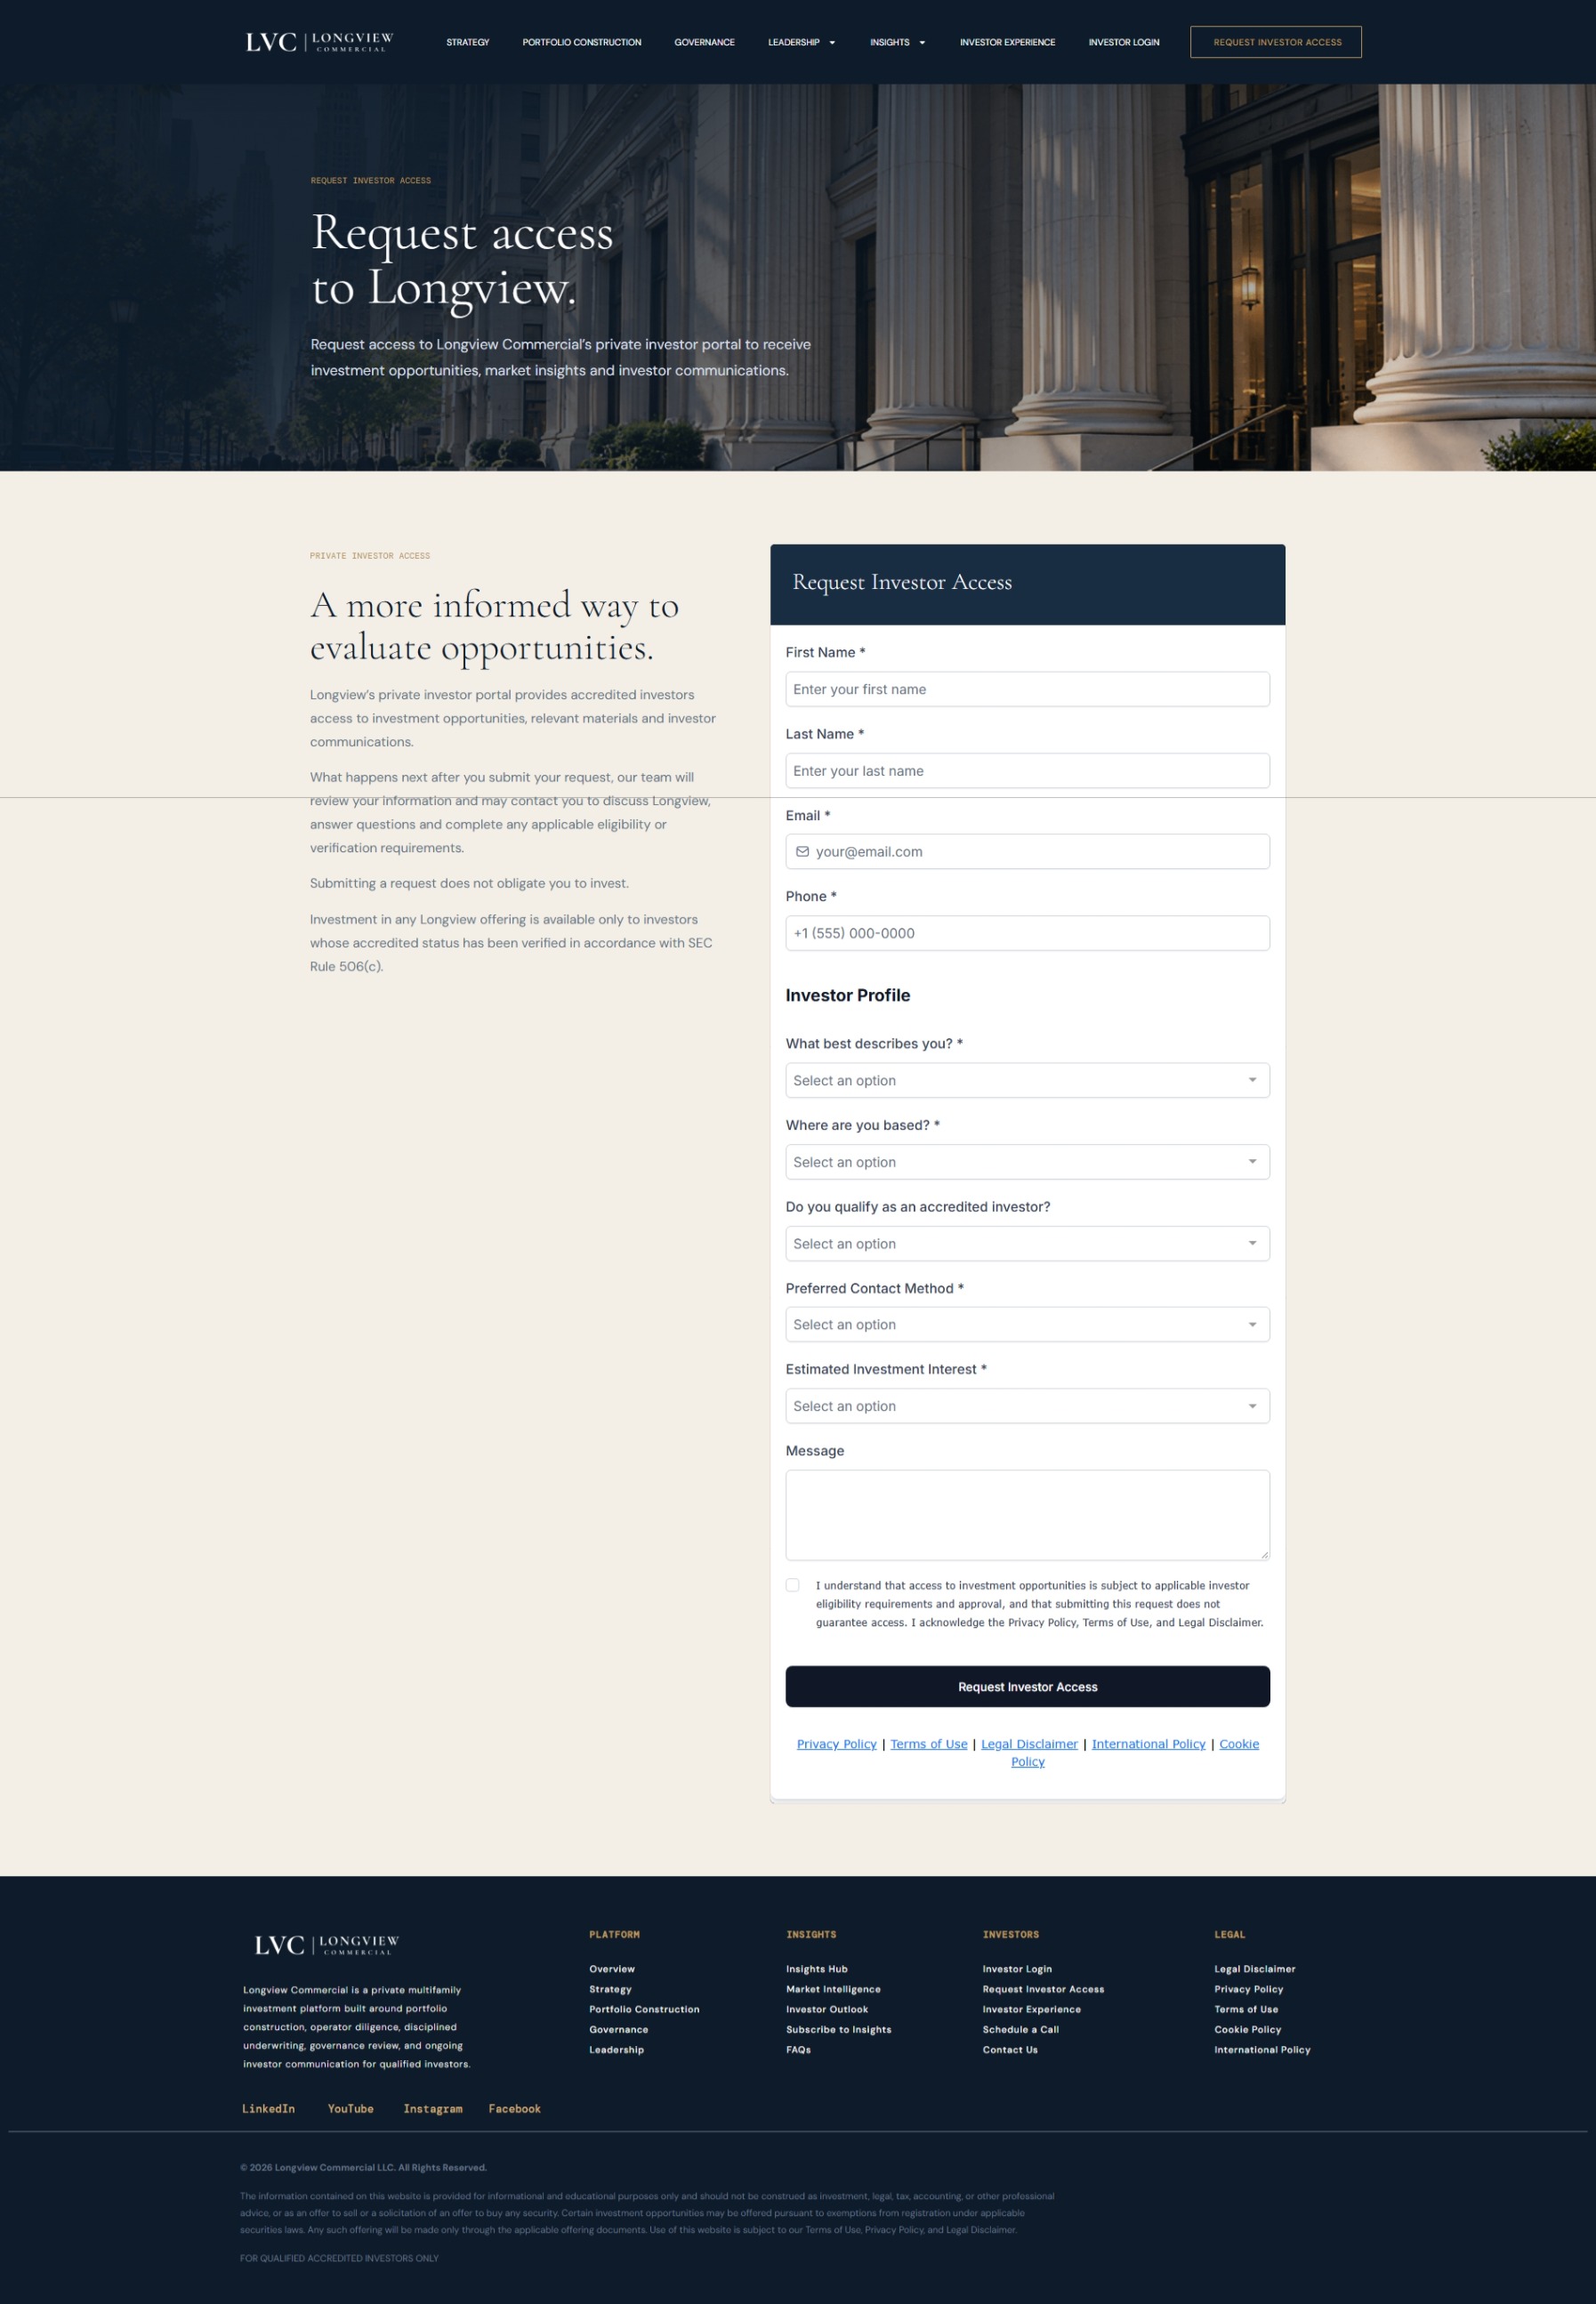 LVC | LONGVIEW
COMMERCIAL
STRATEGY
PORTFOLIO CONSTRUCTION
GOVERNANCE
LEADERSHIP
INSIGHTS
INVESTOR EXPERIENCE
INVESTOR LOGIN
REQUEST INVESTOR ACCESS
REQUEST INVESTOR ACCESS
Request access
to Longview.
Request access to Longview Commercial's private investor portal to receive
investment opportunities, market insights and investor communications.
PRIVATE INVESTOR ACCESS
A more informed way to
evaluate opportunities.
Longview's private investor portal provides accredited investors
access to investment opportunities, relevant materials and investor
communications.
What happens next after you submit your request, our team will
review your information and may contact you to discuss Longview,
answer questions and complete any applicable eligibility or
verification requirements.
Submitting a request does not obligate you to invest.
Investment in any Longview offering is available only to investors
whose accredited status has been verified in accordance with SEC
Rule 506(c).
Request Investor Access
First Name *
Enter your first name
Last Name *
Enter your last name
Email *
your@email.com
Phone *
+1 (555) 000-0000
Investor Profile
What best describes you? *
Select an option
Where are you based? *
Select an option
Do you qualify as an accredited investor?
Select an option
Preferred Contact Method *
Select an option
Estimated Investment Interest *
Select an option
Message
I understand that access to investment opportunities is subject to applicable investor
eligibility requirements and approval, and that submitting this request does not
guarantee access. I acknowledge the Privacy Policy, Terms of Use, and Legal Disclaimer.
Request Investor Access
Privacy Policy | Terms of Use | Legal Disclaimer | International Policy | Cookie
Policy
LVC | LONGVIEW
COMMERCIAL
Longview Commercial is a private multifamily
investment platform built around portfolio
construction, operator diligence, disciplined
underwriting, governance review, and ongoing
investor communication for qualified investors.
LinkedIn
YouTube
Instagram
Facebook
PLATFORM
Overview
Strategy
Portfolio Construction
Governance
Leadership
INSIGHTS
Insights Hub
Market Intelligence
Investor Outlook
Subscribe to Insights
FAQs
INVESTORS
Investor Login
Request Investor Access
Investor Experience
Schedule a Call
Contact Us
LEGAL
Legal Disclaimer
Privacy Policy
Terms of Use
Cookie Policy
International Policy
© 2026 Longview Commercial LLC. All Rights Reserved.
The information contained on this website is provided for informational and educational purposes only and should not be construed as investment, legal, tax, accounting, or other professional
advice, or as an offer to sell or a solicitation of an offer to buy any security. Certain investment opportunities may be offered pursuant to exemptions from registration under applicable
securities laws. Any such offering will be made only through the applicable offering documents. Use of this website is subject to our Terms of Use, Privacy Policy, and Legal Disclaimer.
FOR QUALIFIED ACCREDITED INVESTORS ONLY